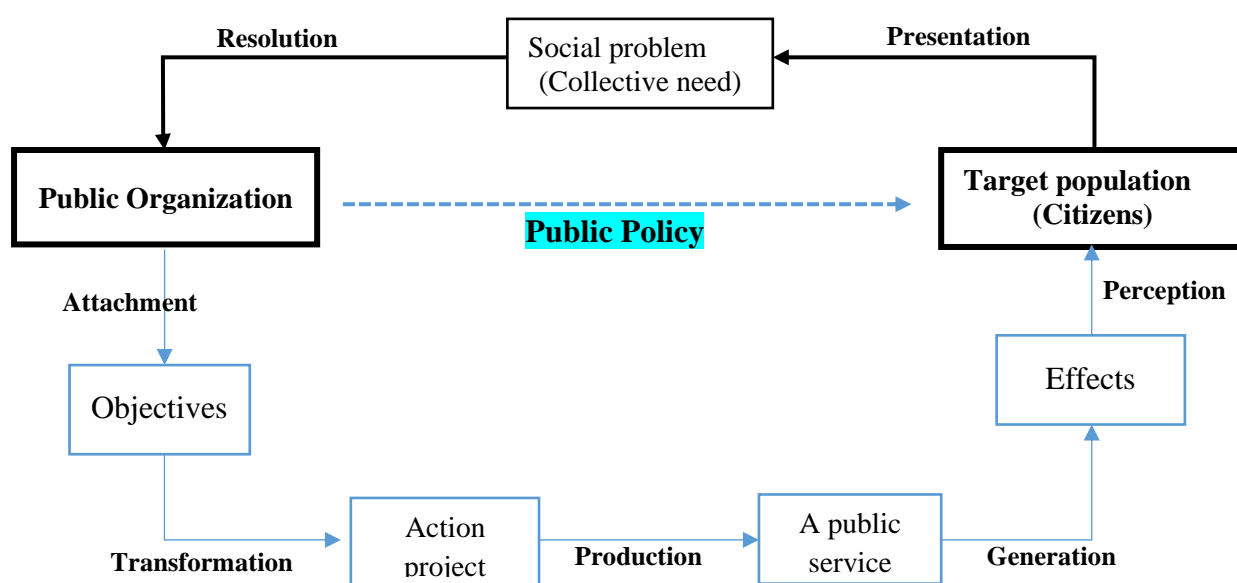 Resolution
Social problem
(Collective need)
Presentation
Public Organization
Public Policy
Target population
(Citizens)
Attachment
Perception
Objectives
Effects
Transformation
Action
project
Production
A public
service
Generation